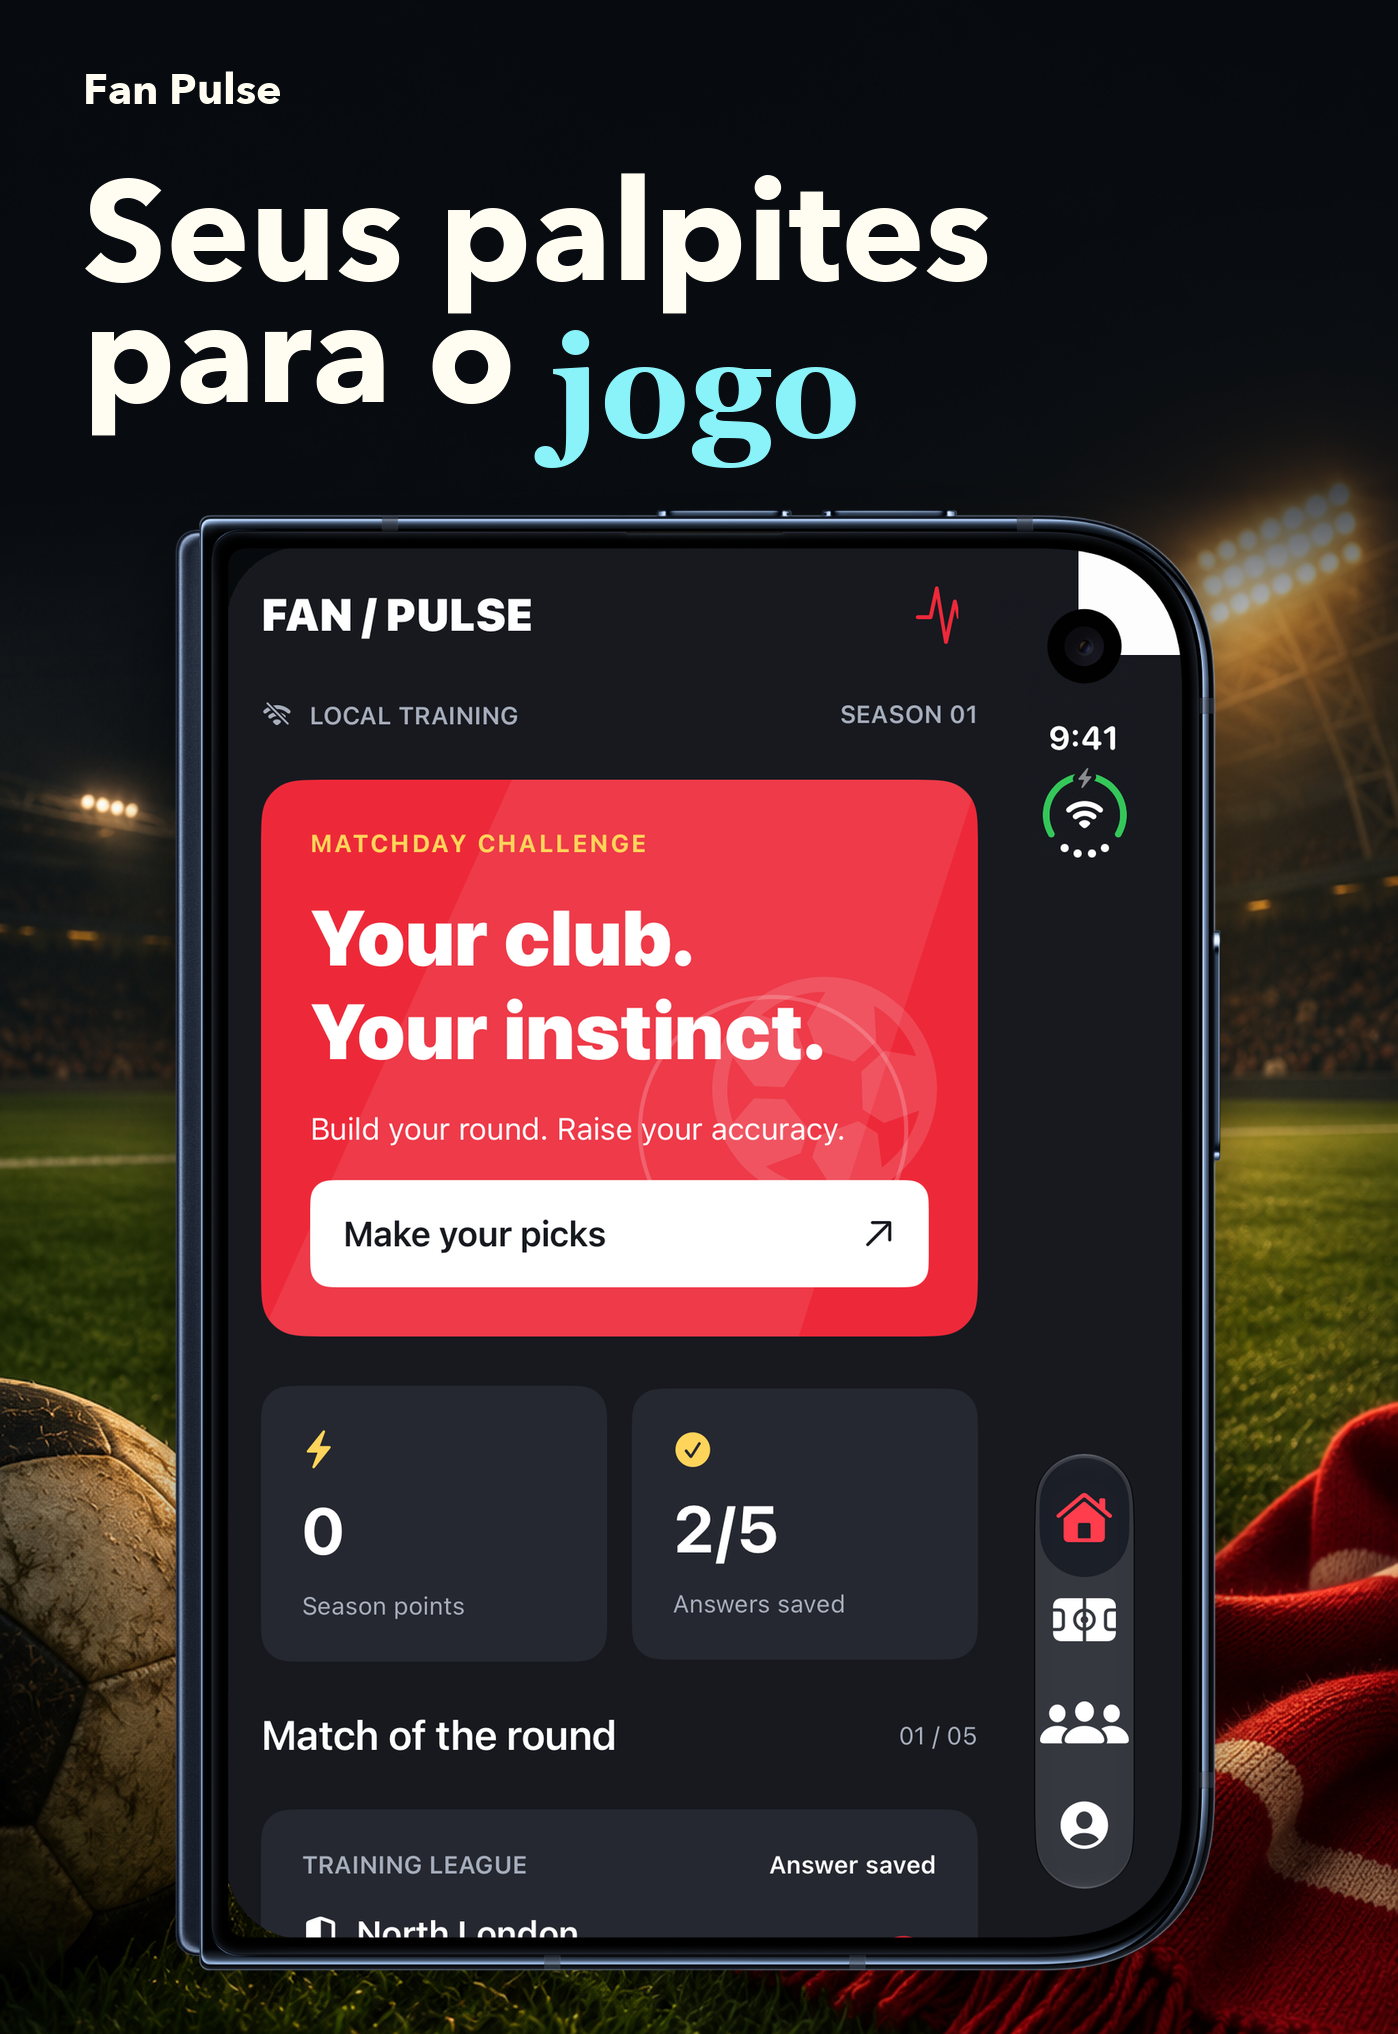 Fan Pulse
Seus palpites
para o jogo
FAN / PULSE
LOCAL TRAINING
SEASON 01
9:41
MATCHDAY CHALLENGE
Your club.
Your instinct.
Build your round. Raise your accuracy.
Make your picks
0
Season points
2/5
Answers saved
Match of the round
01 / 05
TRAINING LEAGUE
Answer saved
North London